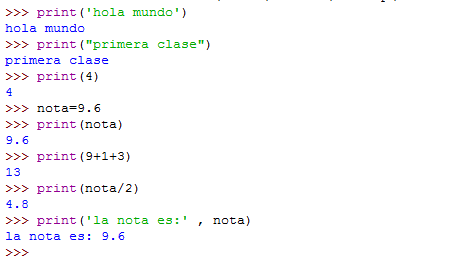 >>> print('hola mundo')
hola mundo
>>> print("primera clase")
primera clase
>>> print(4)
4
>>> nota=9.6
>>> print(nota)
9.6
>>> print(9+1+3)
13
>>> print(nota/2)
4.8
>>> print('la nota es:' , nota)
la nota es: 9.6
>>>